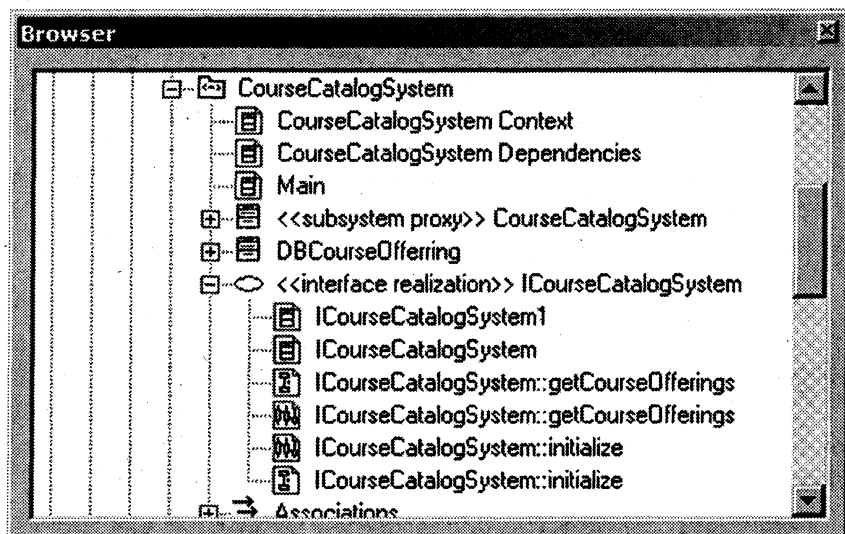 Browser
CourseCatalogSystem
CourseCatalogSystem Context
CourseCatalogSystem Dependencies
Main
<<subsystem proxy>> CourseCatalogSystem
DBCourseOfferring
<<interface realization>> ICourseCatalogSystem
ICourseCatalogSystem1
ICourseCatalogSystem
ICourseCatalogSystem::getCourseOfferings
ICourseCatalogSystem::getCourseOfferings
ICourseCatalogSystem::initialize
ICourseCatalogSystem::initialize
Associations